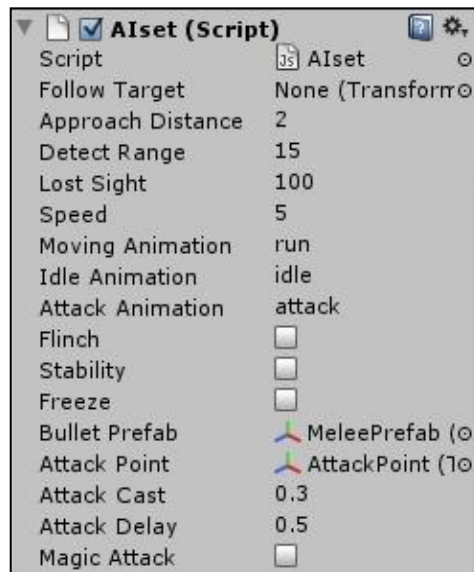 AIset (Script)
Script JS AIset
Follow Target None (Transform
Approach Distance 2
Detect Range 15
Lost Sight 100
Speed 5
Moving Animation run
Idle Animation idle
Attack Animation attack
Flinch
Stability
Freeze
Bullet Prefab MeleePrefab (
Attack Point AttackPoint (T
Attack Cast 0.3
Attack Delay 0.5
Magic Attack